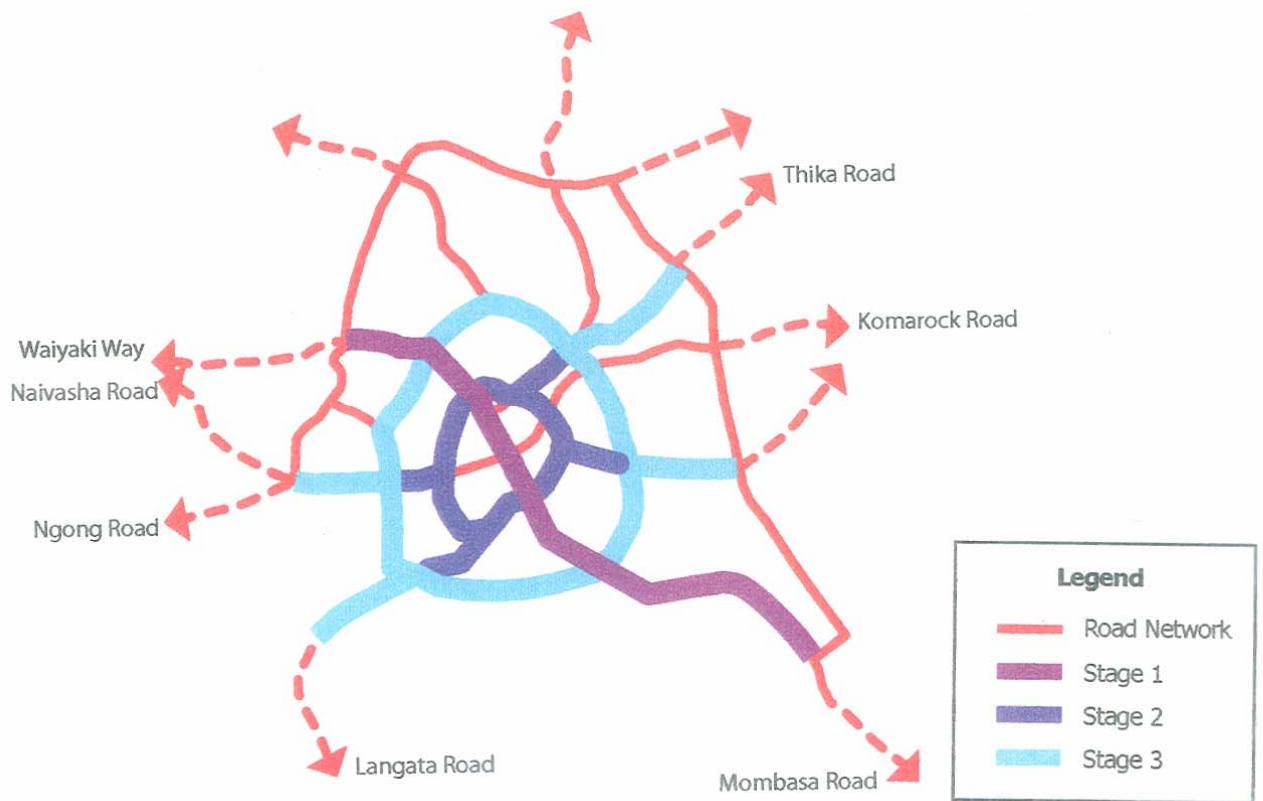 Thika Road
Komarock Road
Waiyaki Way
Naivasha Road
Ngong Road
Langata Road
Mombasa Road
Legend
Road Network
Stage 1
Stage 2
Stage 3